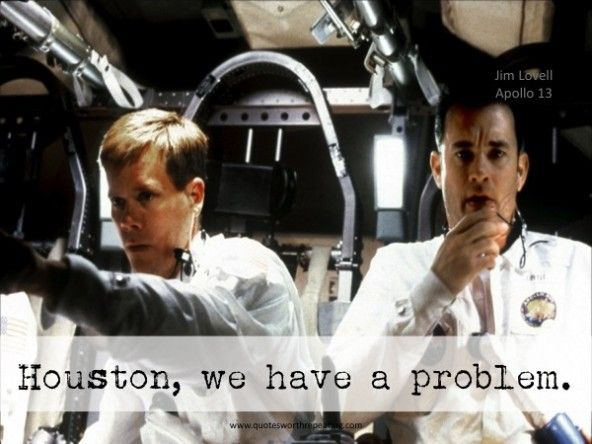 Jim Lovell
Apollo 13
Houston, we have a problem.
www.quotesworthrepeating.com